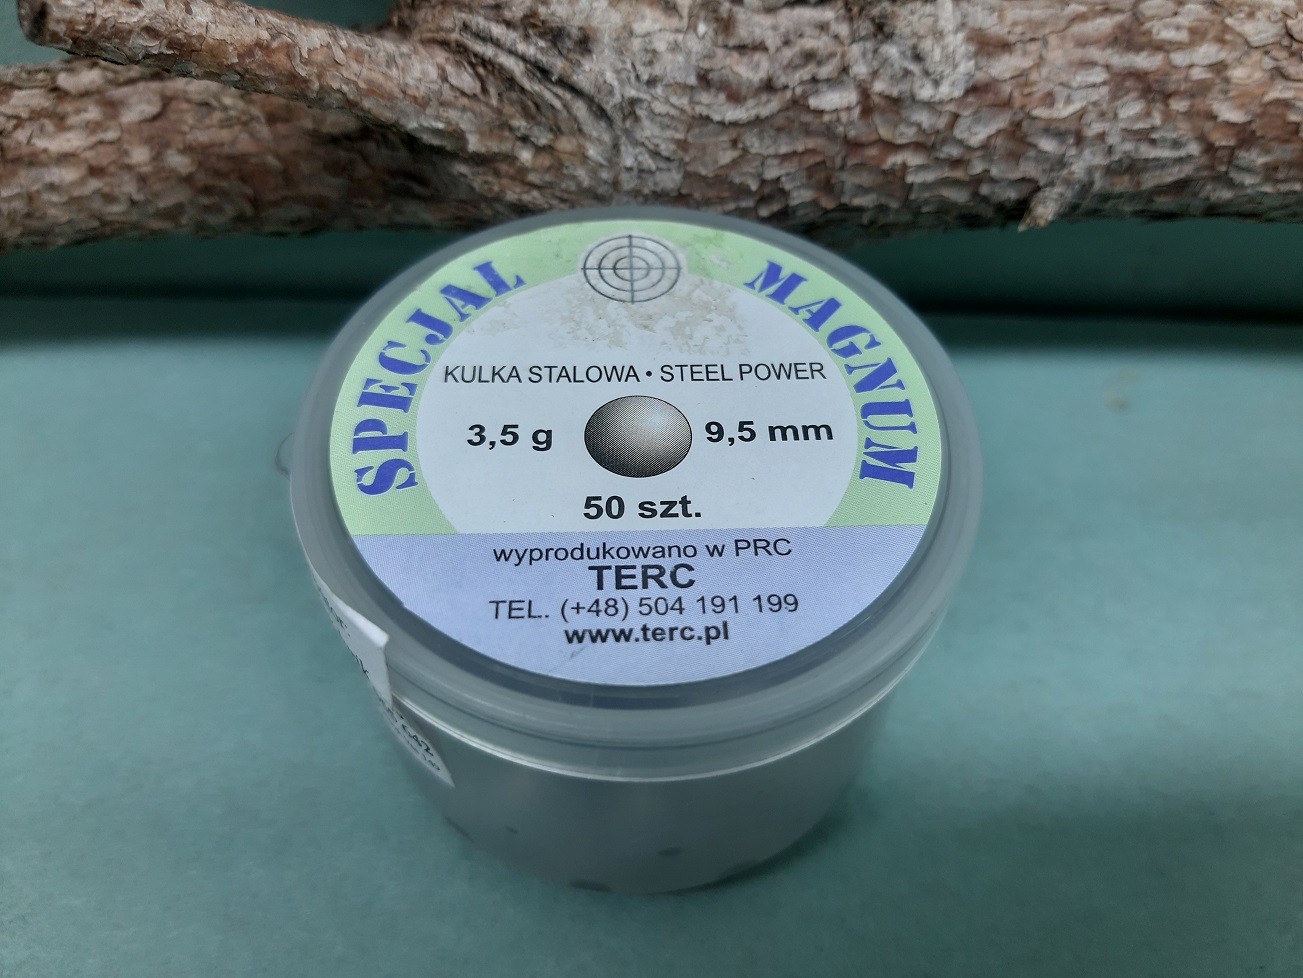 SPECJAL MAGNUM
KULKA STALOWA • STEEL POWER
3,5 g 9,5 mm
50 szt.
wyprodukowano w PRC
TERC
TEL. (+48) 504 191 199
www.terc.pl